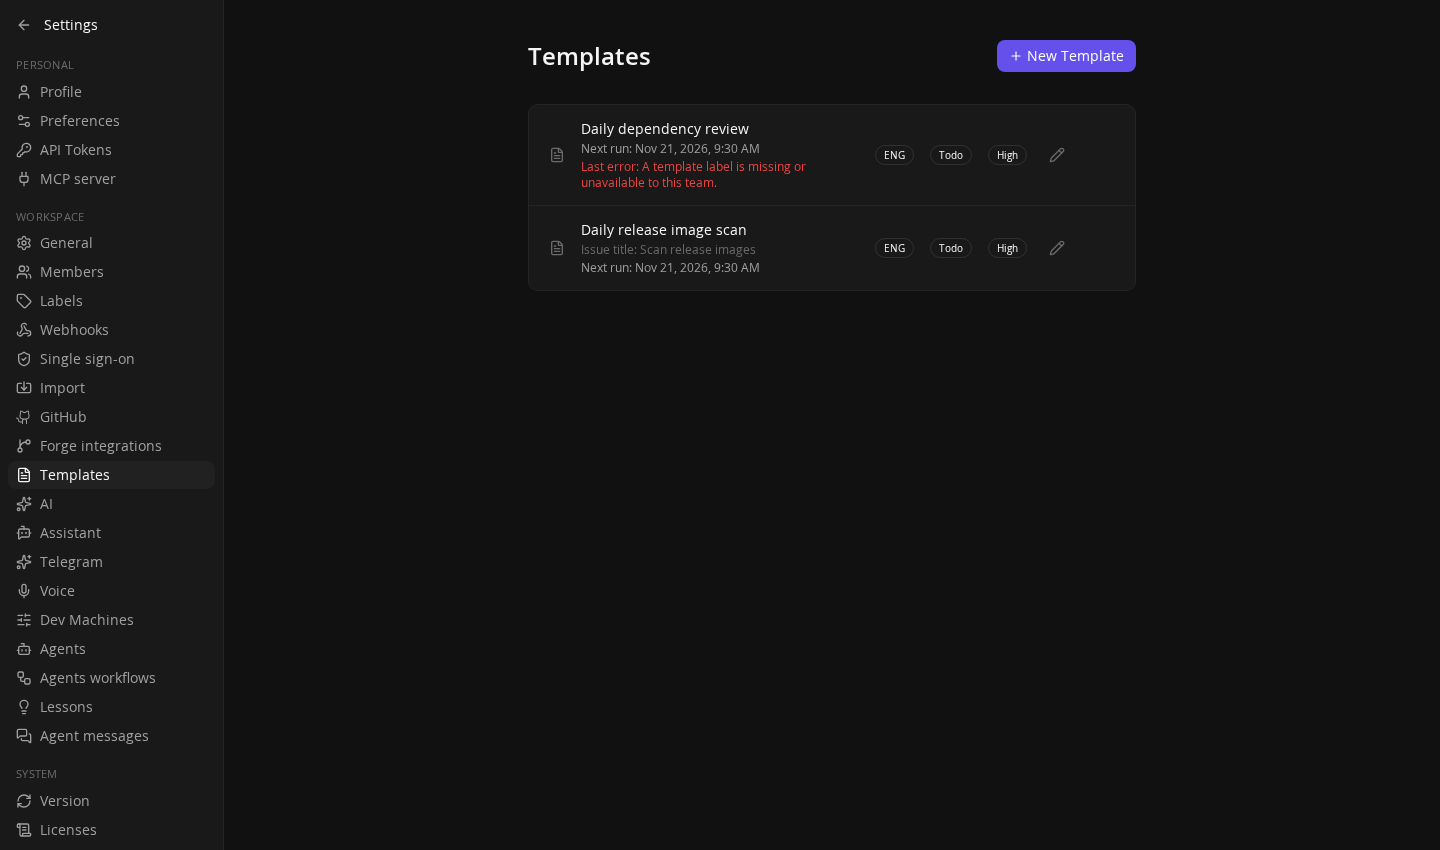 Settings
PERSONAL
Profile
Preferences
API Tokens
MCP server
WORKSPACE
General
Members
Labels
Webhooks
Single sign-on
Import
GitHub
Forge integrations
Templates
AI
Assistant
Telegram
Voice
Dev Machines
Agents
Agents workflows
Lessons
Agent messages
SYSTEM
Version
Licenses
Templates
New Template
Daily dependency review
Next run: Nov 21, 2026, 9:30 AM
Last error: A template label is missing or
unavailable to this team.
ENG Todo High
Daily release image scan
Issue title: Scan release images
Next run: Nov 21, 2026, 9:30 AM
ENG Todo High